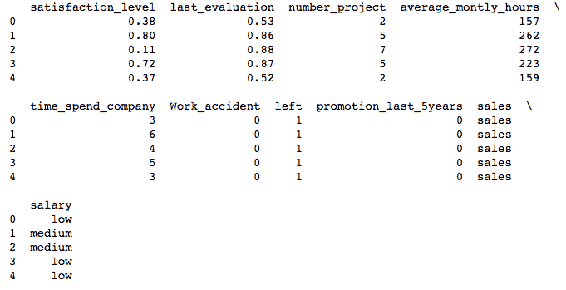 satisfaction_level last_evaluation number_project average_montly_hours \
0 0.38 0.53 2 157
1 0.80 0.86 5 262
2 0.11 0.88 7 272
3 0.72 0.87 5 223
4 0.37 0.52 2 159
time_spend_company Work_accident left promotion_last_5years sales \
0 3 0 1 0 sales
1 6 0 1 0 sales
2 4 0 1 0 sales
3 5 0 1 0 sales
4 3 0 1 0 sales
salary
0 low
1 medium
2 medium
3 low
4 low